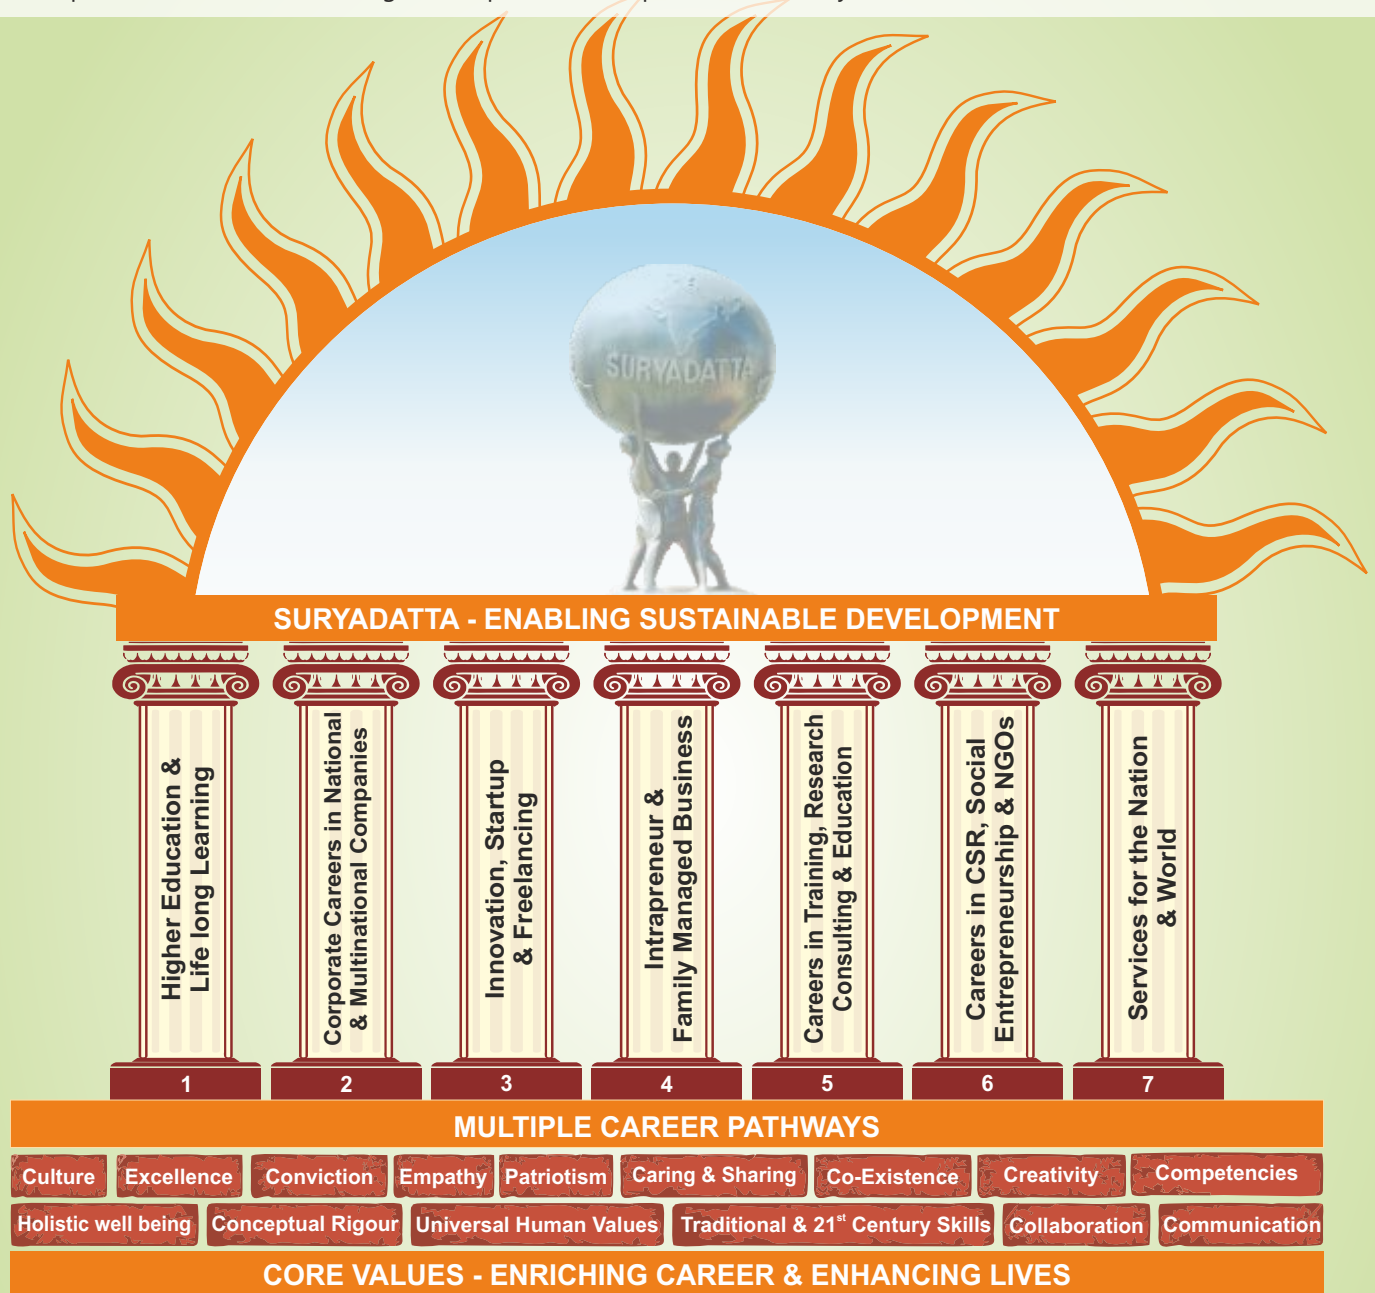 SURYADATTA
SURYADATTA - ENABLING SUSTAINABLE DEVELOPMENT
Higher Education &
Life long Learning
Corporate Careers in National
& Multinational Companies
Innovation, Startup
& Freelancing
Intrapreneur &
Family Managed Business
Careers in Training, Research
Consulting & Education
Careers in CSR, Social
Entrepreneurship & NGOs
Services for the Nation
& World
1 2 3 4 5 6 7
MULTIPLE CAREER PATHWAYS
Culture Excellence Conviction Empathy Patriotism Caring & Sharing Co-Existence Creativity Competencies
Holistic well being Conceptual Rigour Universal Human Values Traditional & 21st Century Skills Collaboration Communication
CORE VALUES - ENRICHING CAREER & ENHANCING LIVES